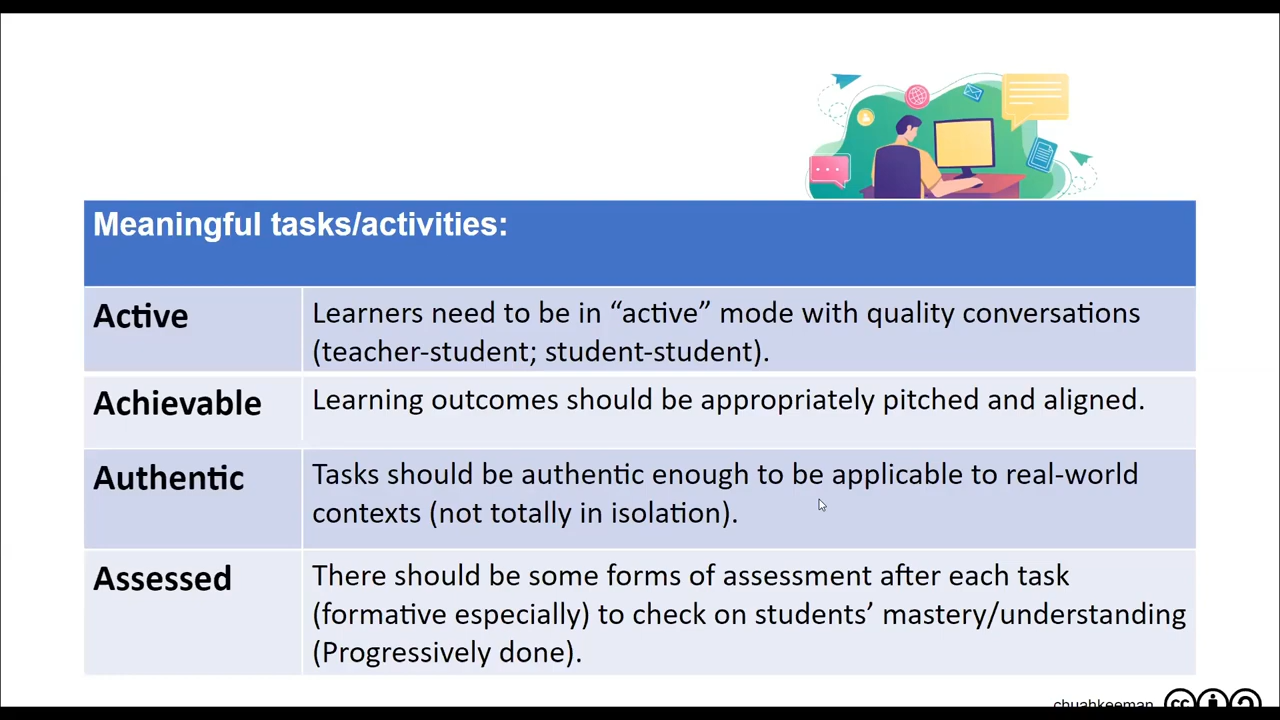 Meaningful tasks/activities:
Active
Learners need to be in “active” mode with quality conversations
(teacher-student; student-student).
Achievable
Learning outcomes should be appropriately pitched and aligned.
Authentic
Tasks should be authentic enough to be applicable to real-world
contexts (not totally in isolation).
Assessed
There should be some forms of assessment after each task
(formative especially) to check on students’ mastery/understanding
(Progressively done).
chuahkeeman